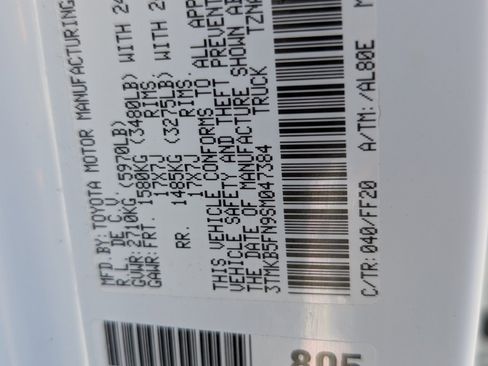 MFD.BY:TOYOTA MOTOR MANUFACTURING
R.L. DE C.V.
GVWR:2710KG (5970LB)
GAWR:FRT. 1580KG (3480LB) WITH 24
17X7J RIMS.
RR. 1485KG (3275LB) WITH 2
17X7J RIMS.
THIS VEHICLE CONFORMS TO ALL APP
VEHICLE SAFETY AND THEFT PREVENT
THE DATE OF MANUFACTURE SHOWN AB
3TMKB5FN9SM047384 TRUCK TZNA
C/TR:040/FF20 A/TM:/AL80E M
805